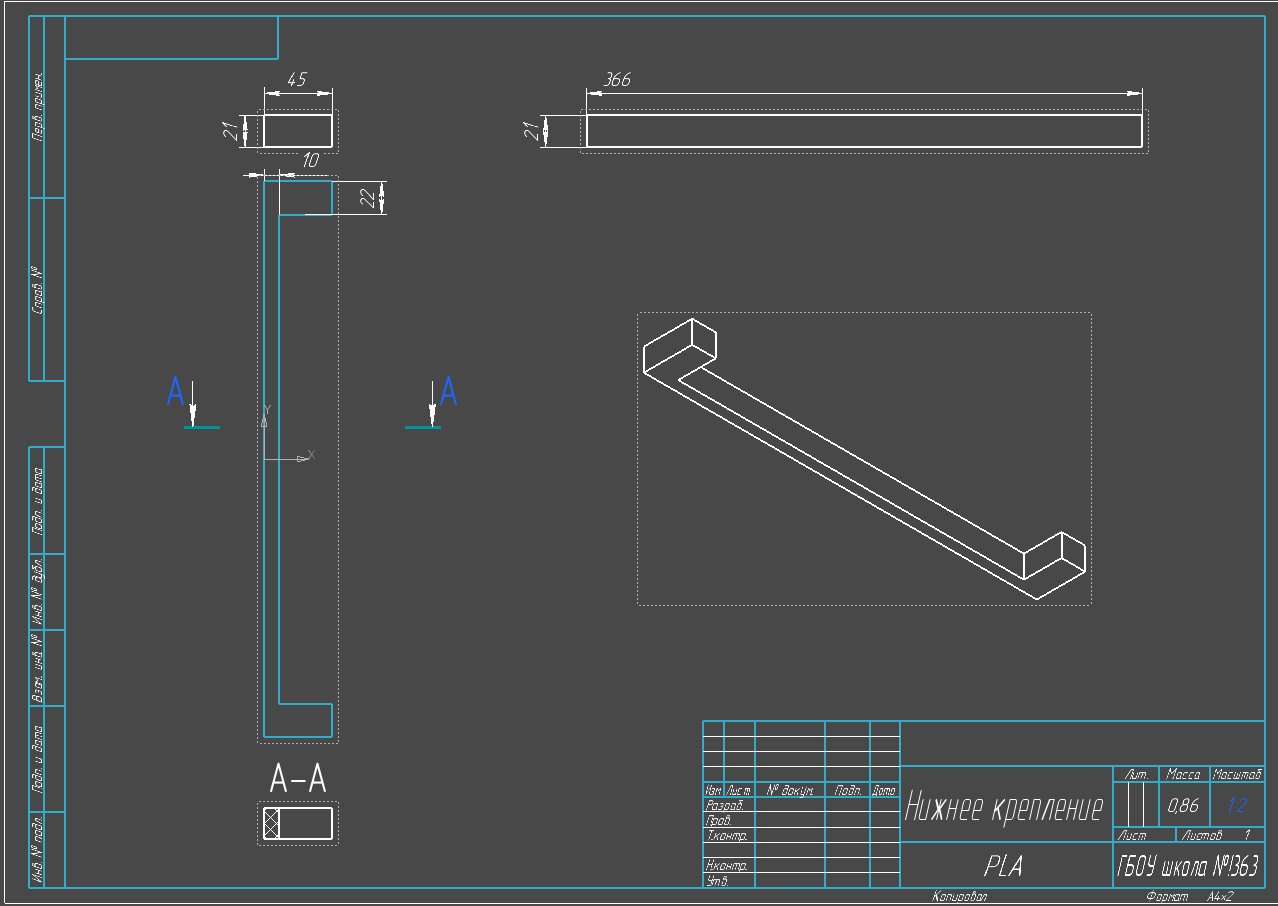 Перв. примен.
Справ. №
Подп. и дата
Инв. № дубл.
Взам. инв. №
Подп. и дата
Инв. № подл.
45
21
366
21
10
22
А
А
Y
X
А-А
Изм Лист № докум. Подп. Дата
Разраб.
Пров.
Т.контр.
Н.контр.
Утв.
Нижнее крепление
PLA
Лит. Масса Масштаб
0,86 1:2
Лист Листов 1
ГБОУ школа №1363
Копировал Формат А4×2